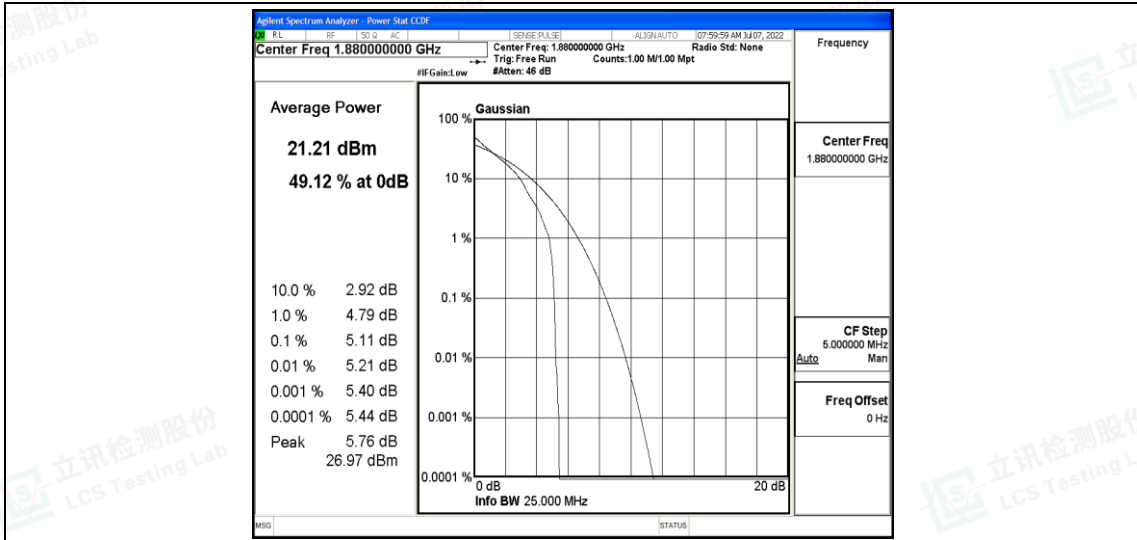 Agilent Spectrum Analyzer - Power Stat CCDF
RL RF 50 Ω AC SENSE:PULSE ALIGNAUTO 07:59:59 AM Jul 07, 2022
Center Freq 1.880000000 GHz
Center Freq: 1.880000000 GHz Radio Std: None
Trig: Free Run Counts:1.00 M/1.00 Mpt
#IFGain:Low #Atten: 46 dB
Frequency
Average Power
21.21 dBm
49.12 % at 0dB
10.0 % 2.92 dB
1.0 % 4.79 dB
0.1 % 5.11 dB
0.01 % 5.21 dB
0.001 % 5.40 dB
0.0001 % 5.44 dB
Peak 5.76 dB
26.97 dBm
Gaussian
100 %
10 %
1 %
0.1 %
0.01 %
0.001 %
0.0001 %
0 dB 20 dB
Info BW 25.000 MHz
Center Freq
1.880000000 GHz
CF Step
5.000000 MHz
Auto Man
Freq Offset
0 Hz
MSG STATUS
立讯检测股份
LCS Testing Lab
立讯检测股份
LCS Testing L